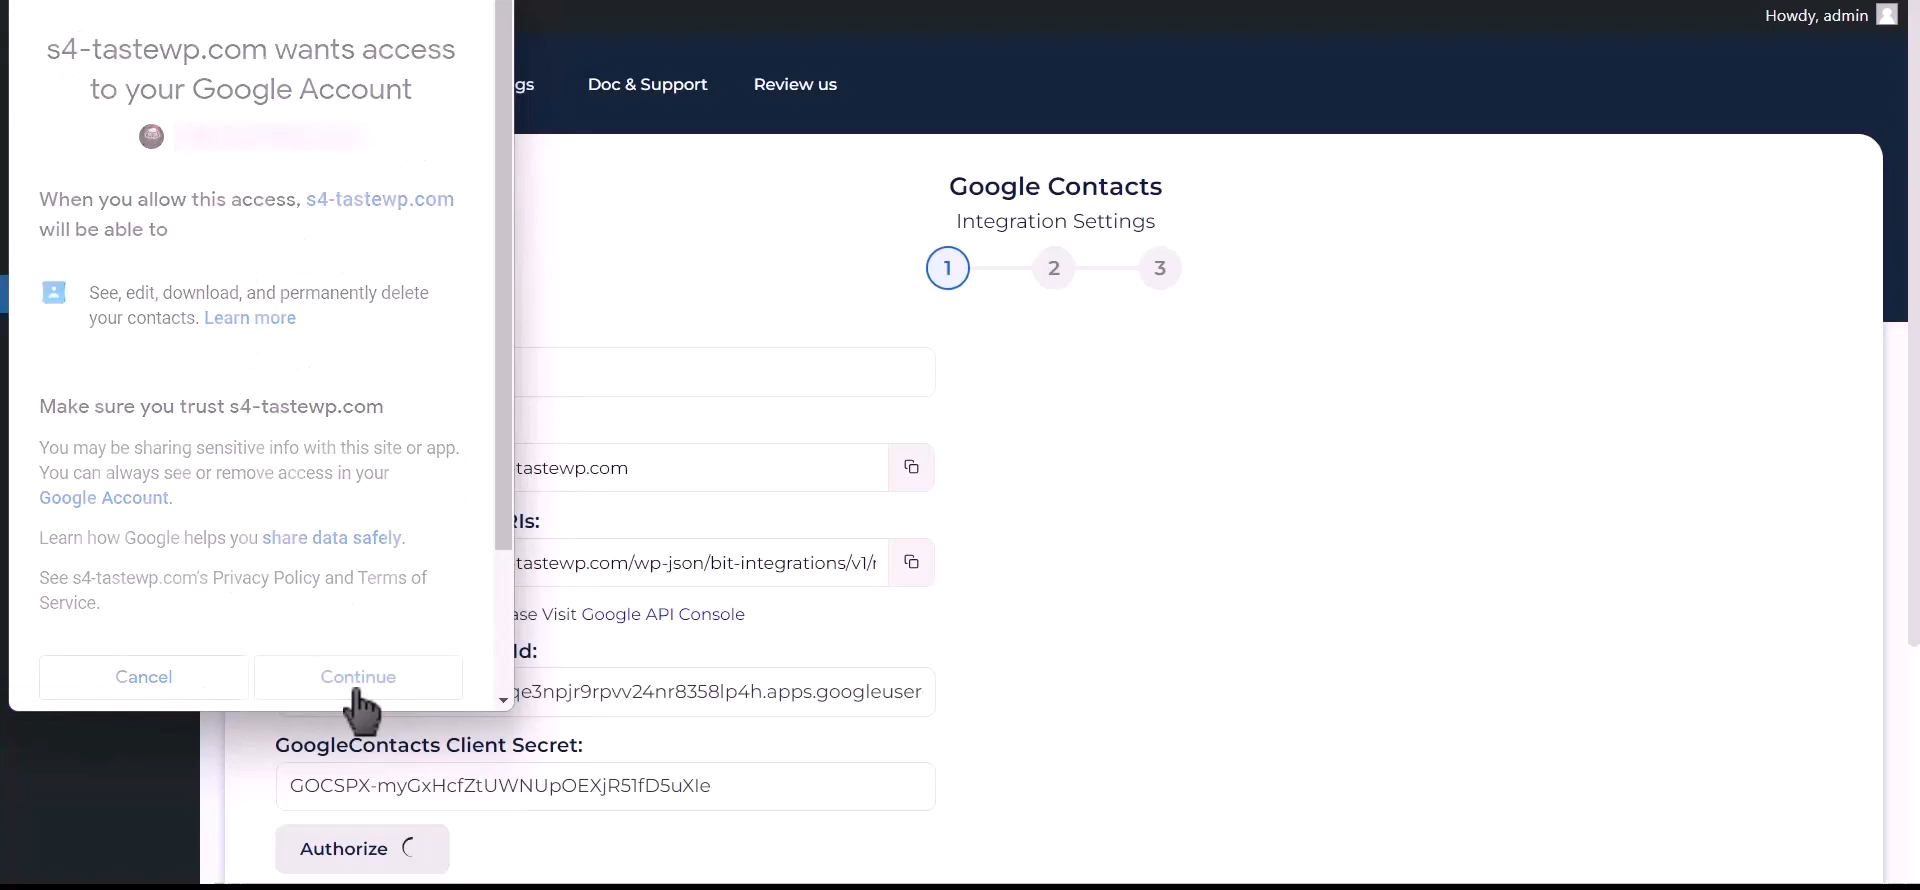 Howdy, admin
gs
Doc & Support
Review us
s4-tastewp.com wants access
to your Google Account
When you allow this access, s4-tastewp.com
will be able to
See, edit, download, and permanently delete
your contacts. Learn more
Make sure you trust s4-tastewp.com
You may be sharing sensitive info with this site or app.
You can always see or remove access in your
Google Account.
Learn how Google helps you share data safely.
See s4-tastewp.com's Privacy Policy and Terms of
Service.
Cancel
Continue
Google Contacts
Integration Settings
1
2
3
tastewp.com
RIs:
tastewp.com/wp-json/bit-integrations/v1/r
ase Visit Google API Console
Id:
qe3npjr9rpvv24nr8358lp4h.apps.googleuser
GoogleContacts Client Secret:
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
Authorize